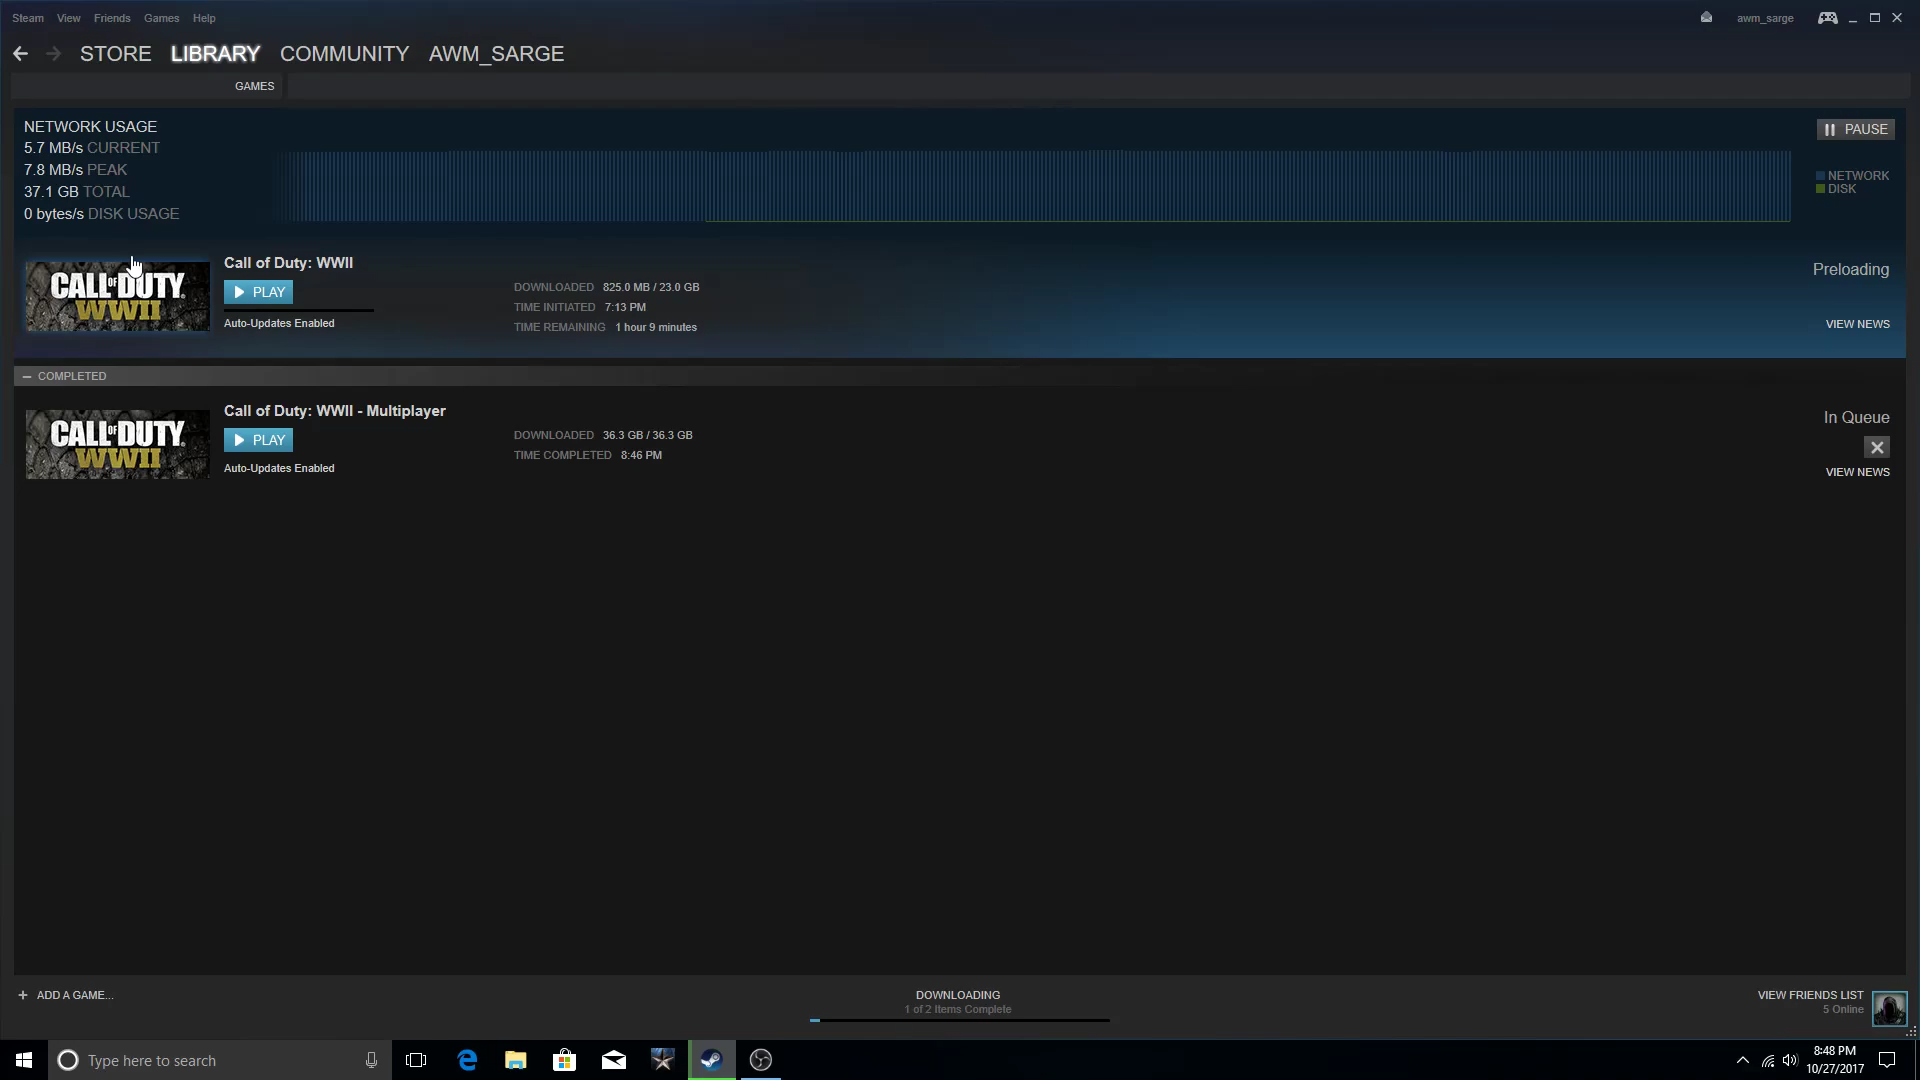 Steam View Friends Games Help
awm_sarge
STORE LIBRARY COMMUNITY AWM_SARGE
GAMES
NETWORK USAGE
5.7 MB/s CURRENT
7.8 MB/s PEAK
37.1 GB TOTAL
0 bytes/s DISK USAGE
PAUSE
NETWORK
DISK
CALL OF DUTY
WWII
Call of Duty: WWII
PLAY
Auto-Updates Enabled
DOWNLOADED 825.0 MB / 23.0 GB
TIME INITIATED 7:13 PM
TIME REMAINING 1 hour 9 minutes
Preloading
VIEW NEWS
COMPLETED
CALL OF DUTY
WWII
Call of Duty: WWII - Multiplayer
PLAY
Auto-Updates Enabled
DOWNLOADED 36.3 GB / 36.3 GB
TIME COMPLETED 8:46 PM
In Queue
VIEW NEWS
+ ADD A GAME...
DOWNLOADING
1 of 2 Items Complete
VIEW FRIENDS LIST
5 Online
Type here to search
8:48 PM
10/27/2017